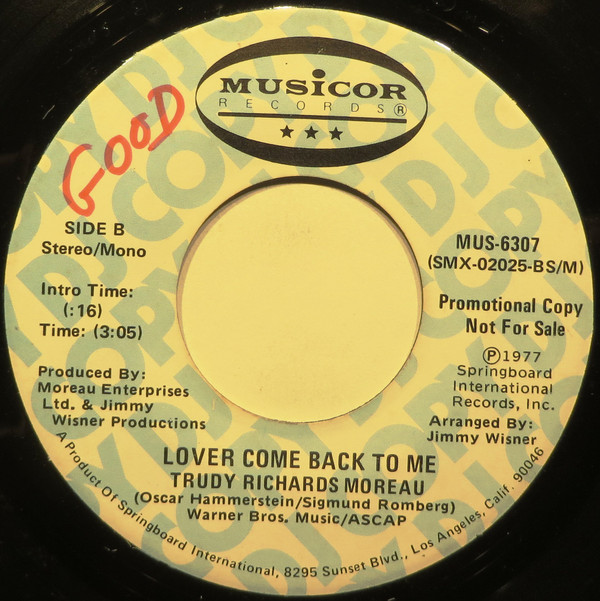 MUSICOR
RECORDS®
GOOD
SIDE B
Stereo/Mono
MUS-6307
(SMX-02025-BS/M)
Intro Time:
(:16)
Time: (3:05)
Promotional Copy
Not For Sale
Ⓟ1977
Springboard
International
Records, Inc.
Produced By:
Moreau Enterprises
Ltd. & Jimmy
Wisner Productions
Arranged By:
Jimmy Wisner
LOVER COME BACK TO ME
TRUDY RICHARDS MOREAU
(Oscar Hammerstein/Sigmund Romberg)
Warner Bros. Music/ASCAP
A Product Of Springboard International, 8295 Sunset Blvd., Los Angeles, Calif. 90046
DJ COPY